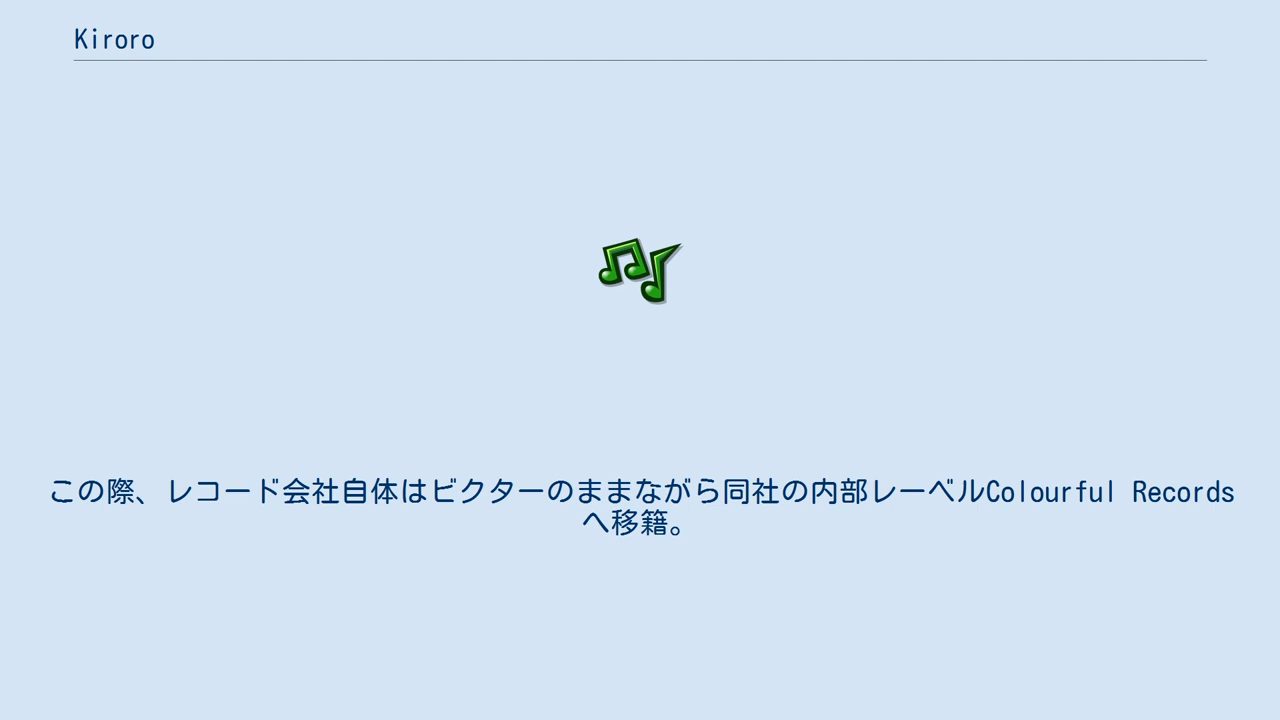 Kiroro
この際、レコード会社自体はビクターのままながら同社の内部レーベルColourful Records
へ移籍。